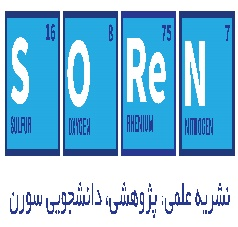 16 8 75 7
S O Re N
SULFUR OXYGEN RHENIUM NITROGEN
نشریه علمی، پژوهشی، دانشجویی سورن